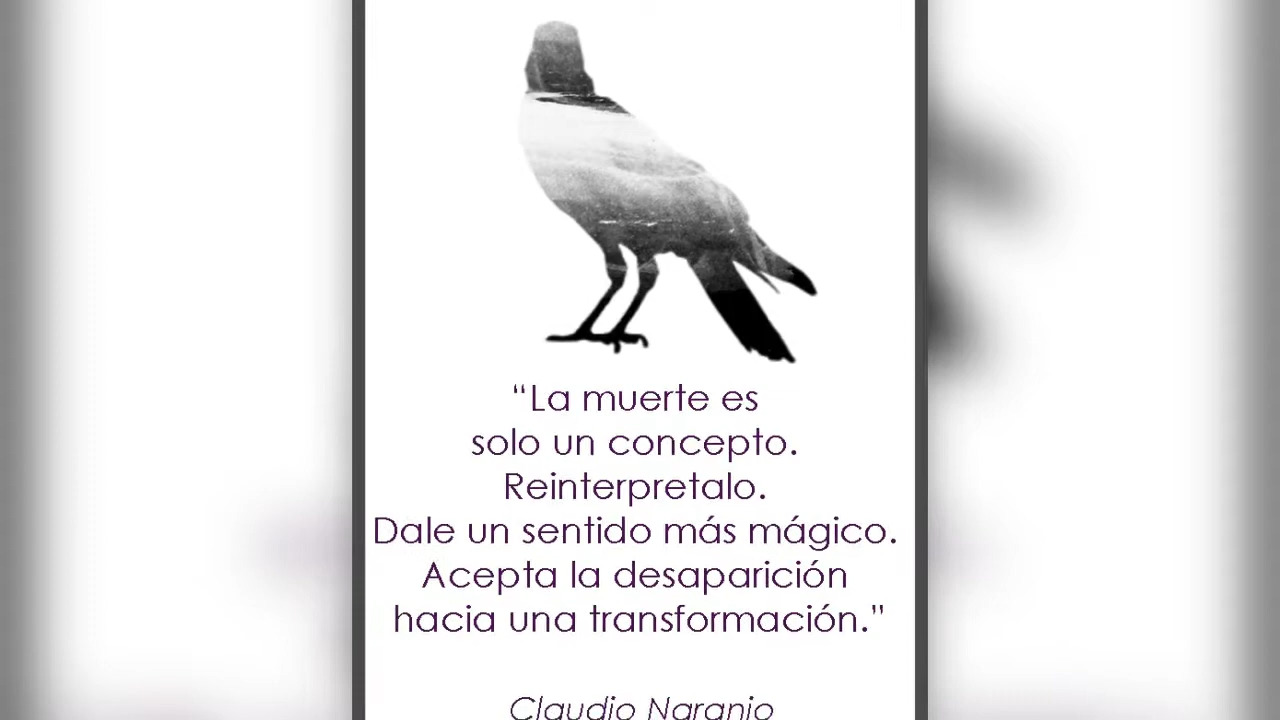 “La muerte es
solo un concepto.
Reinterpretalo.
Dale un sentido más mágico.
Acepta la desaparición
hacia una transformación.”
Claudio Naranjo